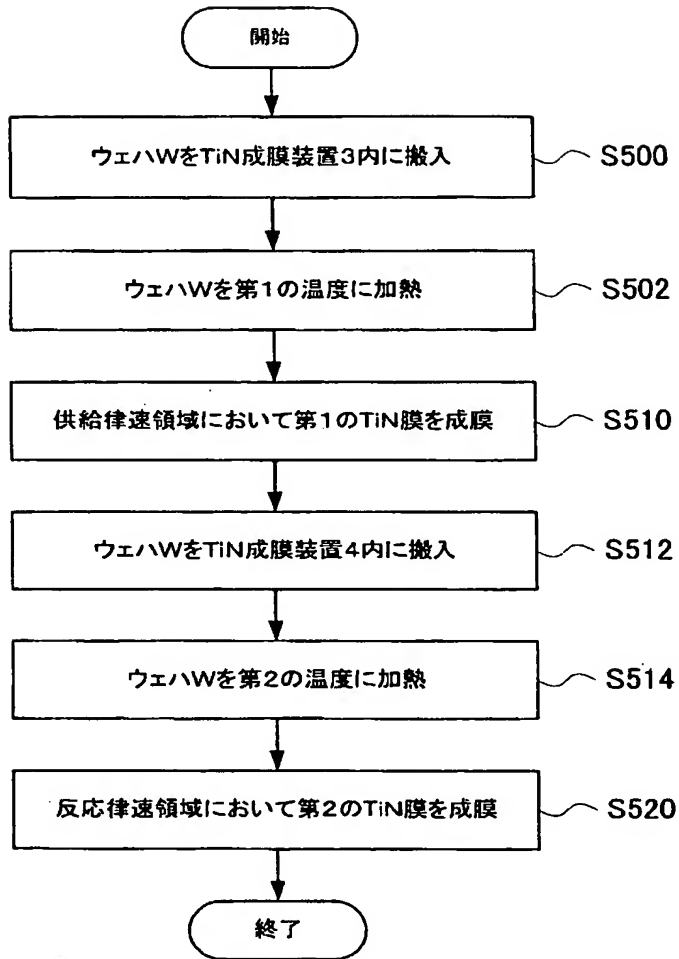 開始
ウェハWをTiN成膜装置3内に搬入
S500
ウェハWを第1の温度に加熱
S502
供給律速領域において第1のTiN膜を成膜
S510
ウェハWをTiN成膜装置4内に搬入
S512
ウェハWを第2の温度に加熱
S514
反応律速領域において第2のTiN膜を成膜
S520
終了